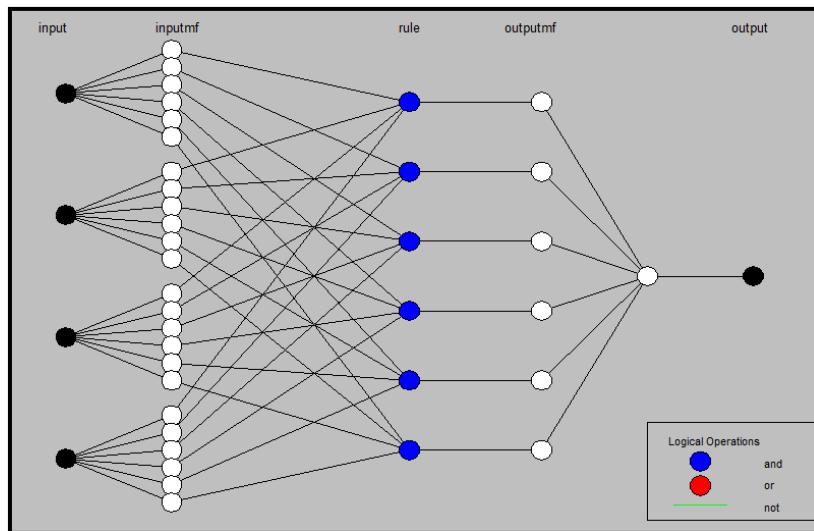 input inputmf rule outputmf output
Logical Operations
and
or
not